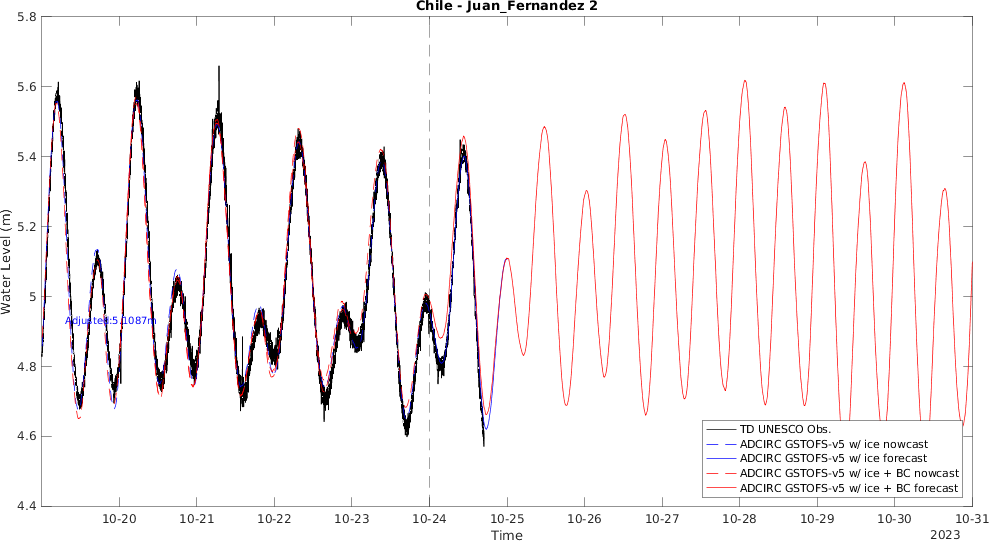 Chile - Juan_Fernandez 2
5.8
5.6
5.4
5.2
5
4.8
4.6
4.4
Water Level (m)
Adjusted:5.1087m
TD UNESCO Obs.
ADCIRC GSTOFS-v5 w/ ice nowcast
ADCIRC GSTOFS-v5 w/ ice forecast
ADCIRC GSTOFS-v5 w/ ice + BC nowcast
ADCIRC GSTOFS-v5 w/ ice + BC forecast
10-20 10-21 10-22 10-23 10-24 10-25 10-26 10-27 10-28 10-29 10-30 10-31
Time
2023